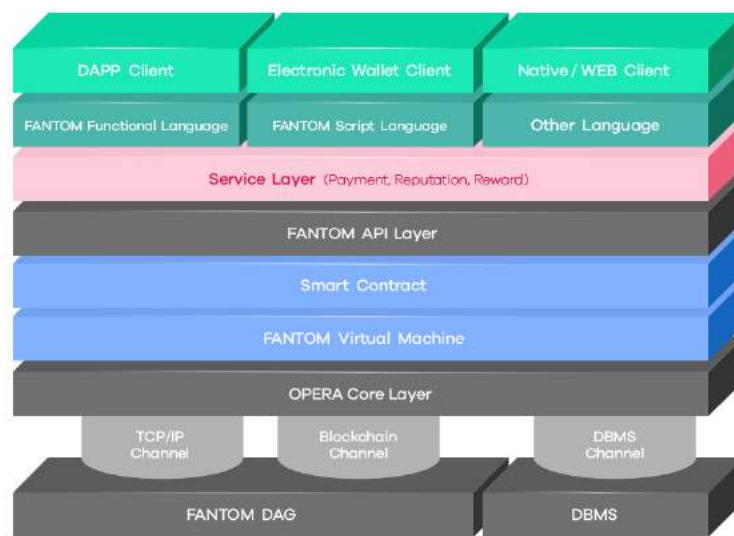 DAPP Client
Electronic Wallet Client
Native / WEB Client
FANTOM Functional Language
FANTOM Script Language
Other Language
Service Layer (Payment, Reputation, Reward)
FANTOM API Layer
Smart Contract
FANTOM Virtual Machine
OPERA Core Layer
TCP/IP
Channel
Blockchain
Channel
DBMS
Channel
FANTOM DAG
DBMS